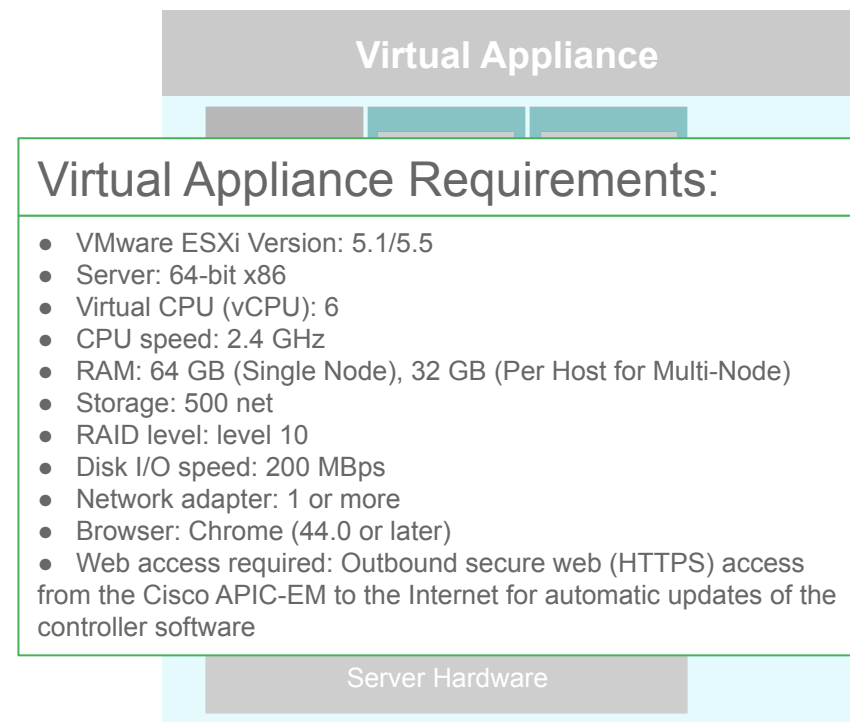 Virtual Appliance
Virtual Appliance Requirements:
● VMware ESXi Version: 5.1/5.5
● Server: 64-bit x86
● Virtual CPU (vCPU): 6
● CPU speed: 2.4 GHz
● RAM: 64 GB (Single Node), 32 GB (Per Host for Multi-Node)
● Storage: 500 net
● RAID level: level 10
● Disk I/O speed: 200 MBps
● Network adapter: 1 or more
● Browser: Chrome (44.0 or later)
● Web access required: Outbound secure web (HTTPS) access
from the Cisco APIC-EM to the Internet for automatic updates of the
controller software
Server Hardware